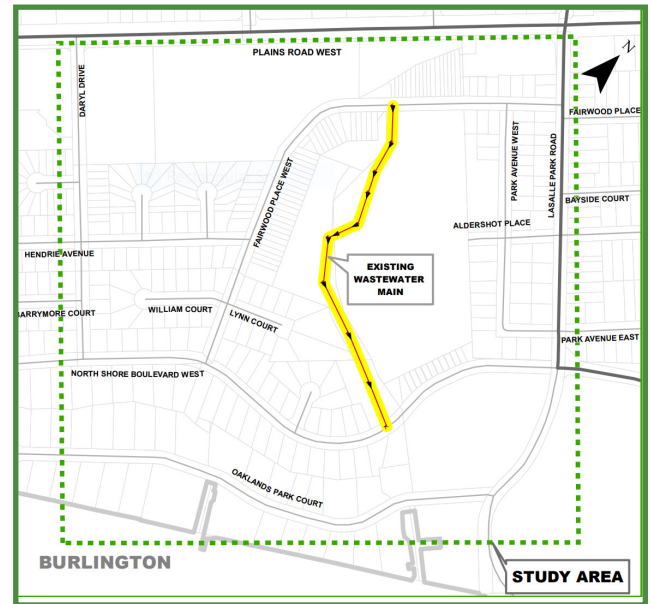 PLAINS ROAD WEST
N
DARYL DRIVE
FAIRWOOD PLACE
PARK AVENUE WEST
LASALLE PARK ROAD
FAIRWOOD PLACE WEST
BAYSIDE COURT
ALDERSHOT PLACE
HENDRIE AVENUE
EXISTING
WASTEWATER
MAIN
BARRYMORE COURT
WILLIAM COURT
LYNN COURT
PARK AVENUE EAST
NORTH SHORE BOULEVARD WEST
OAKLANDS PARK COURT
BURLINGTON
STUDY AREA